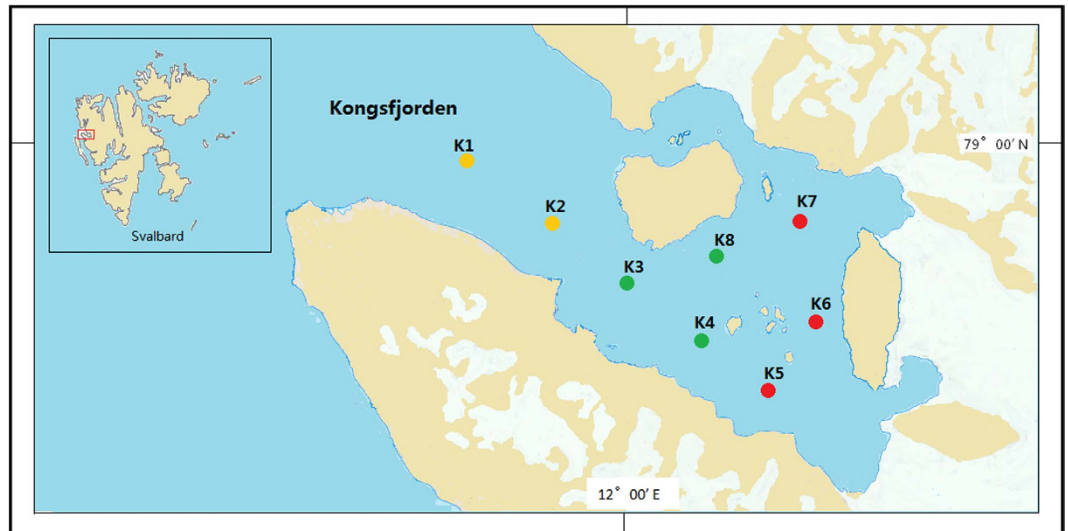 Kongsfjorden
K1
79° 00′ N
K2
K7
Svalbard
K8
K3
K6
K4
K5
12° 00′ E